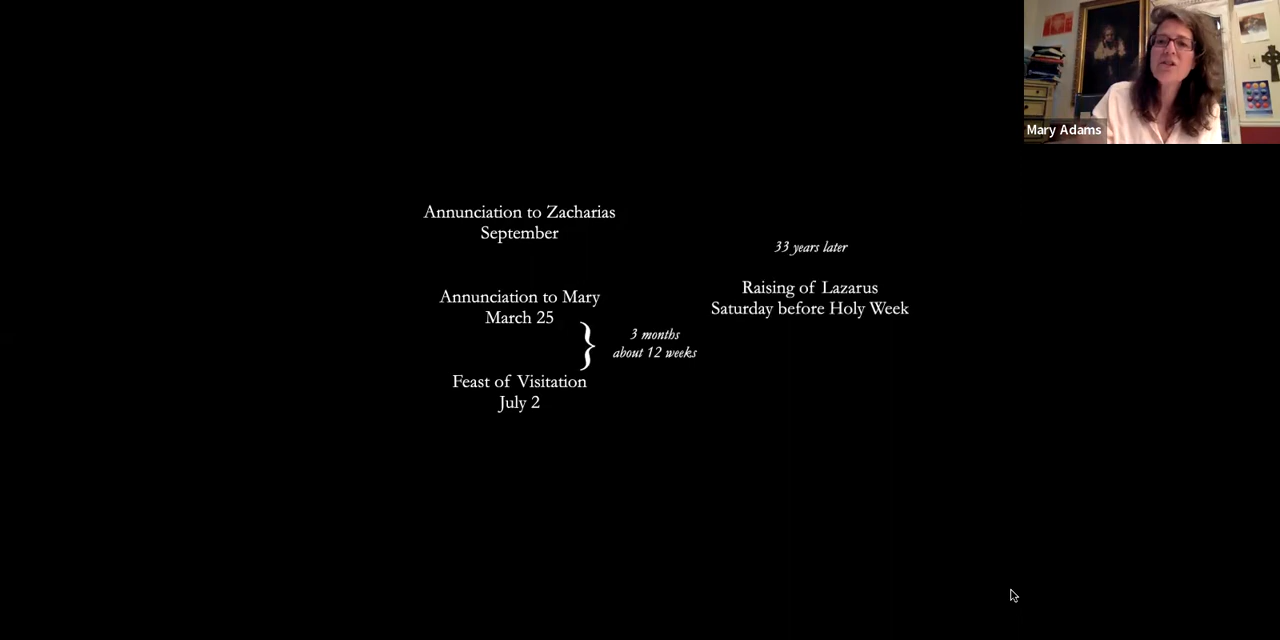 Mary Adams
Annunciation to Zacharias
September
Annunciation to Mary
March 25
}
3 months
about 12 weeks
Feast of Visitation
July 2
33 years later
Raising of Lazarus
Saturday before Holy Week